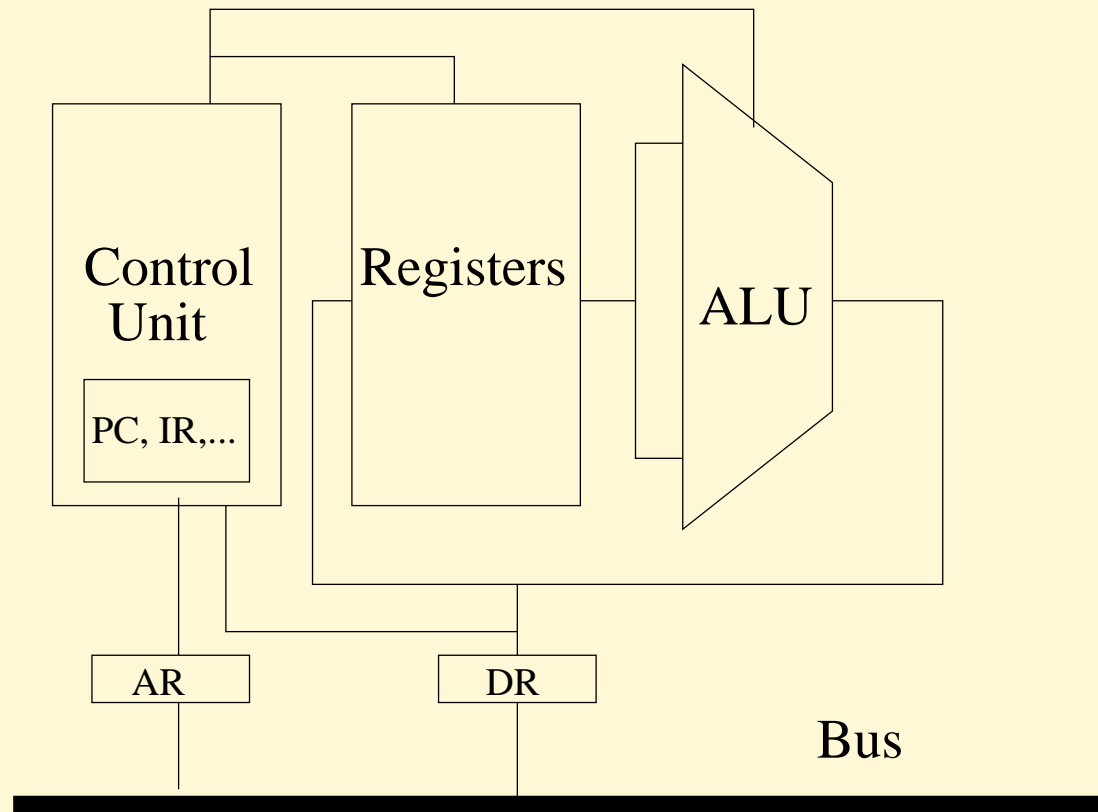 Control
Unit
Registers
ALU
PC, IR,...
AR
DR
Bus